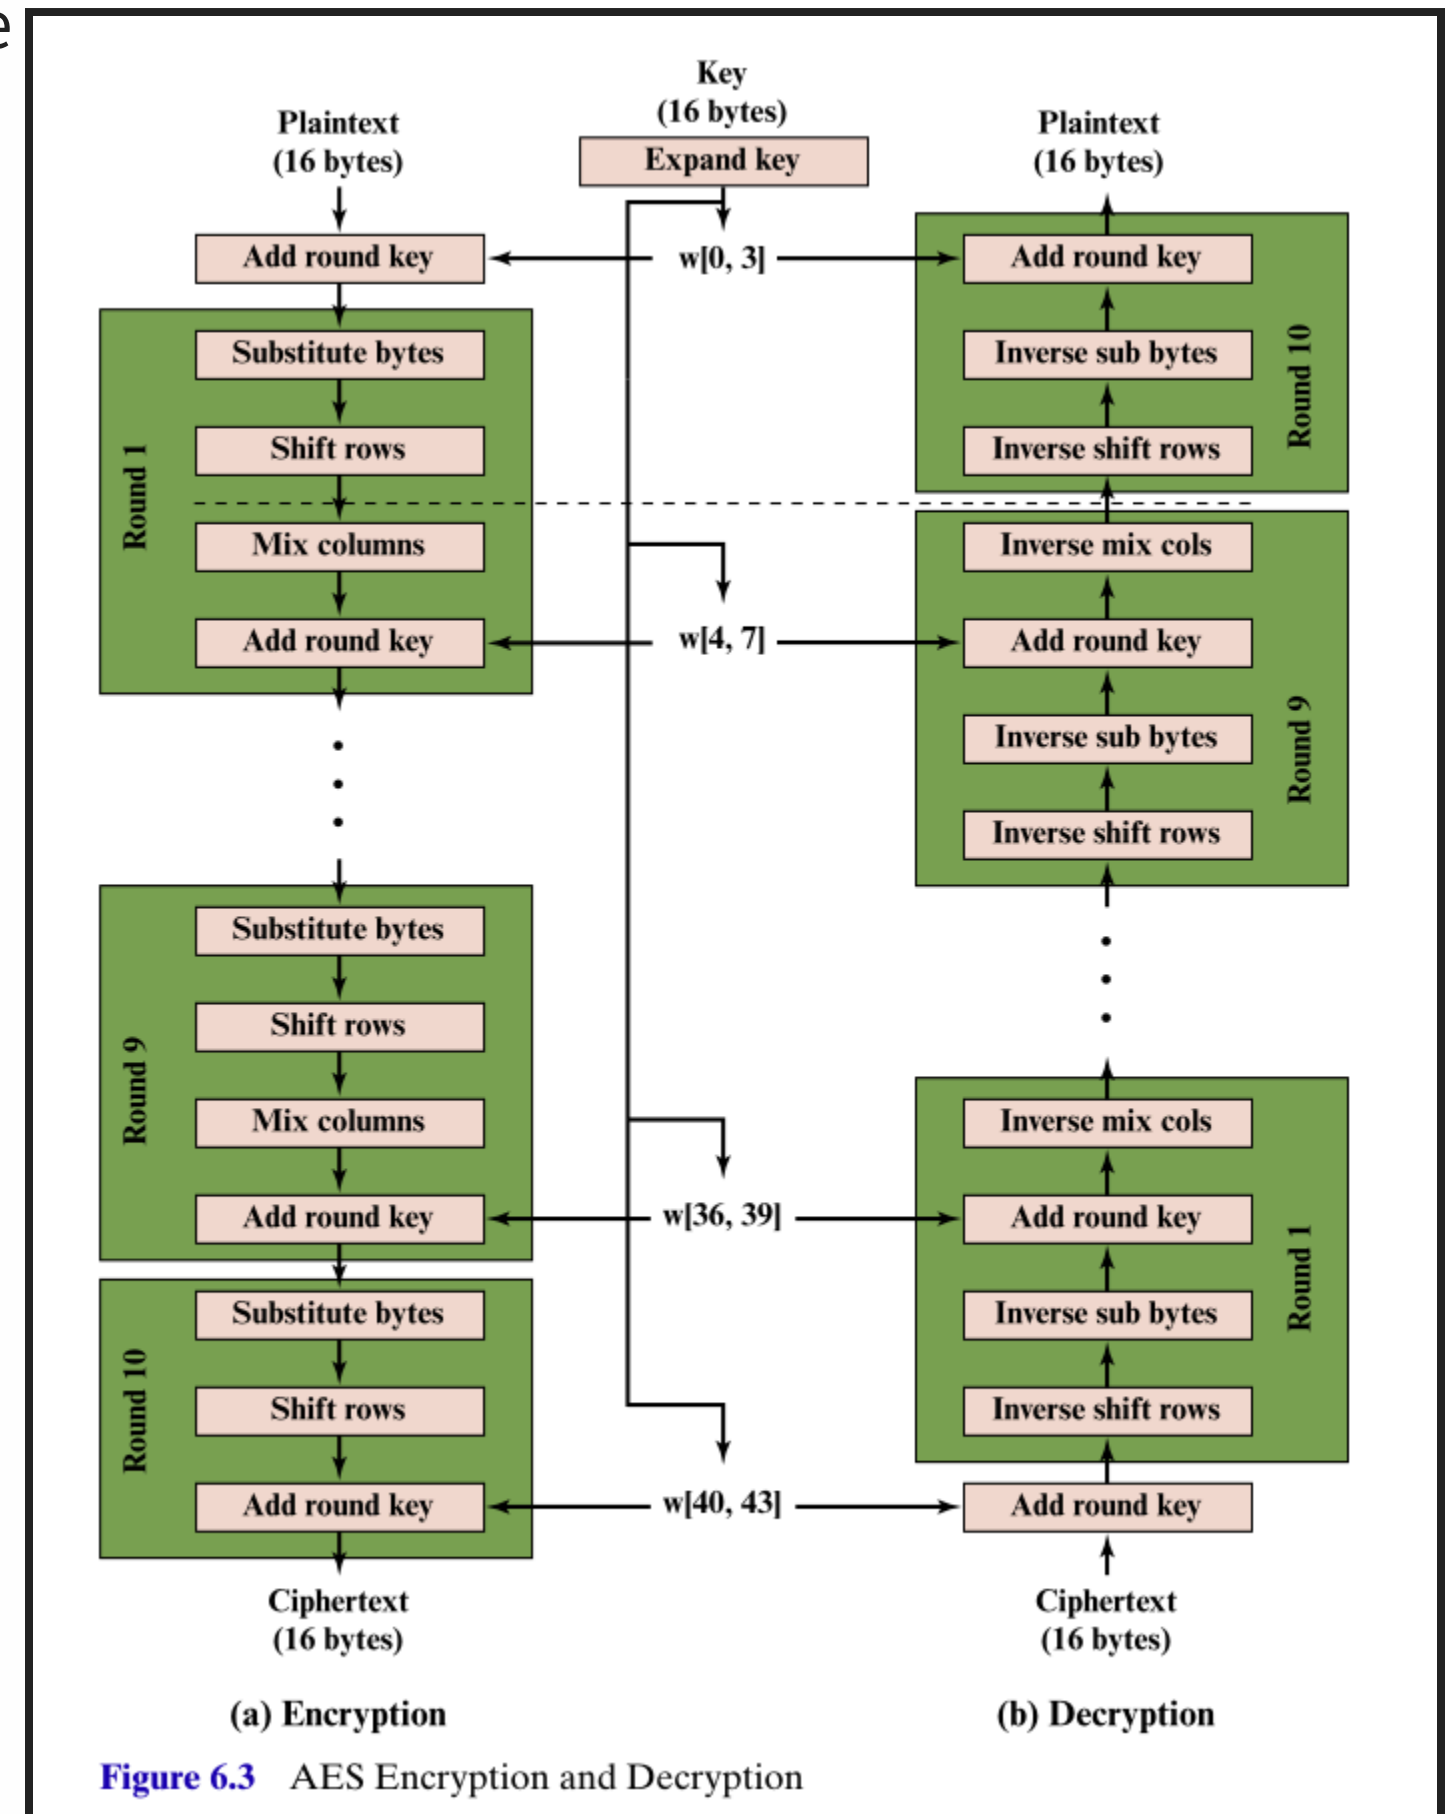 e
Key
(16 bytes)
Expand key
Plaintext
(16 bytes)
Add round key
Round 1
Substitute bytes
Shift rows
Mix columns
Add round key
Round 9
Substitute bytes
Shift rows
Mix columns
Add round key
Round 10
Substitute bytes
Shift rows
Add round key
Ciphertext
(16 bytes)
(a) Encryption
w[0, 3]
w[4, 7]
w[36, 39]
w[40, 43]
Plaintext
(16 bytes)
Add round key
Inverse sub bytes
Inverse shift rows
Round 10
Inverse mix cols
Add round key
Inverse sub bytes
Inverse shift rows
Round 9
Inverse mix cols
Add round key
Inverse sub bytes
Inverse shift rows
Round 1
Add round key
Ciphertext
(16 bytes)
(b) Decryption
Figure 6.3 AES Encryption and Decryption